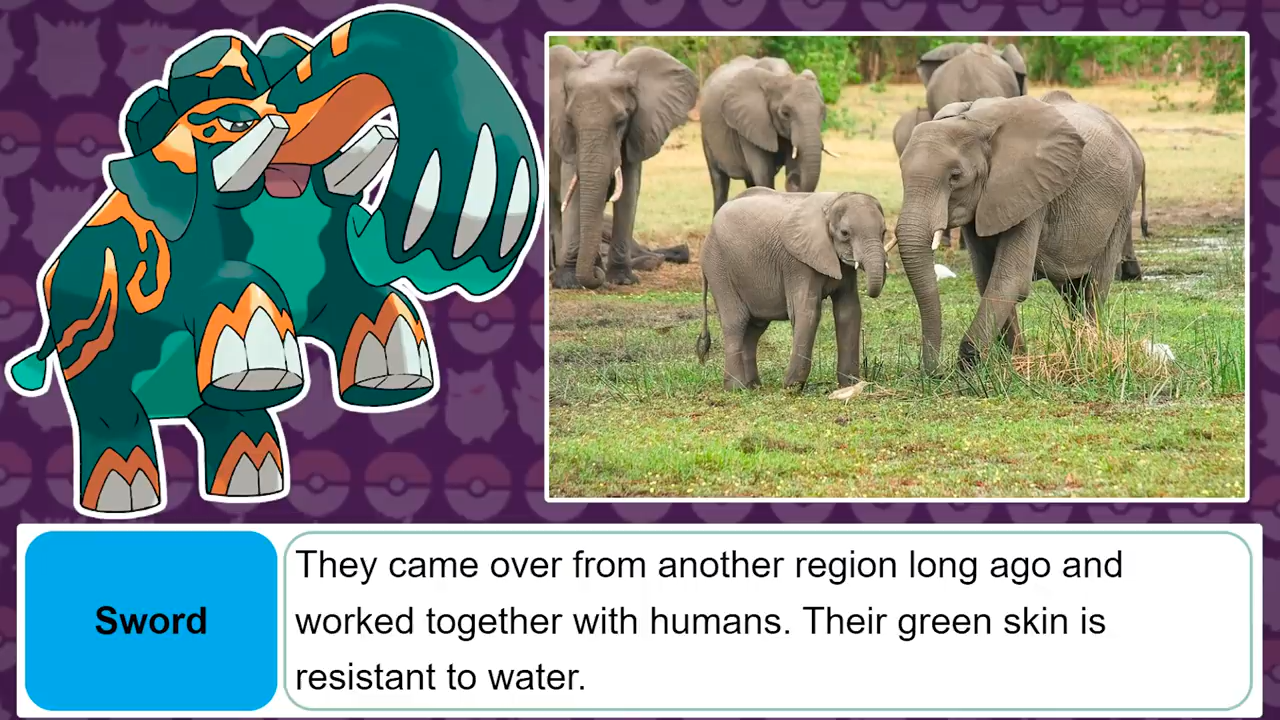 Sword
They came over from another region long ago and
worked together with humans. Their green skin is
resistant to water.